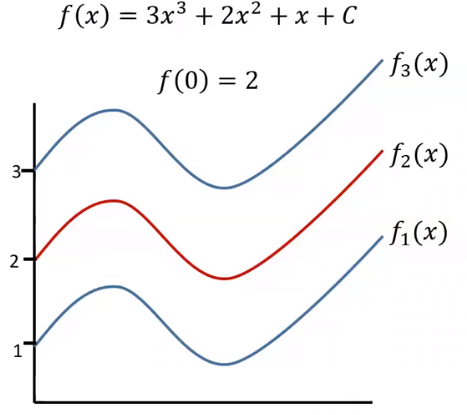 f(x) = 3x³ + 2x² + x + C
f(0) = 2
f₃(x)
3
f₂(x)
2
f₁(x)
1